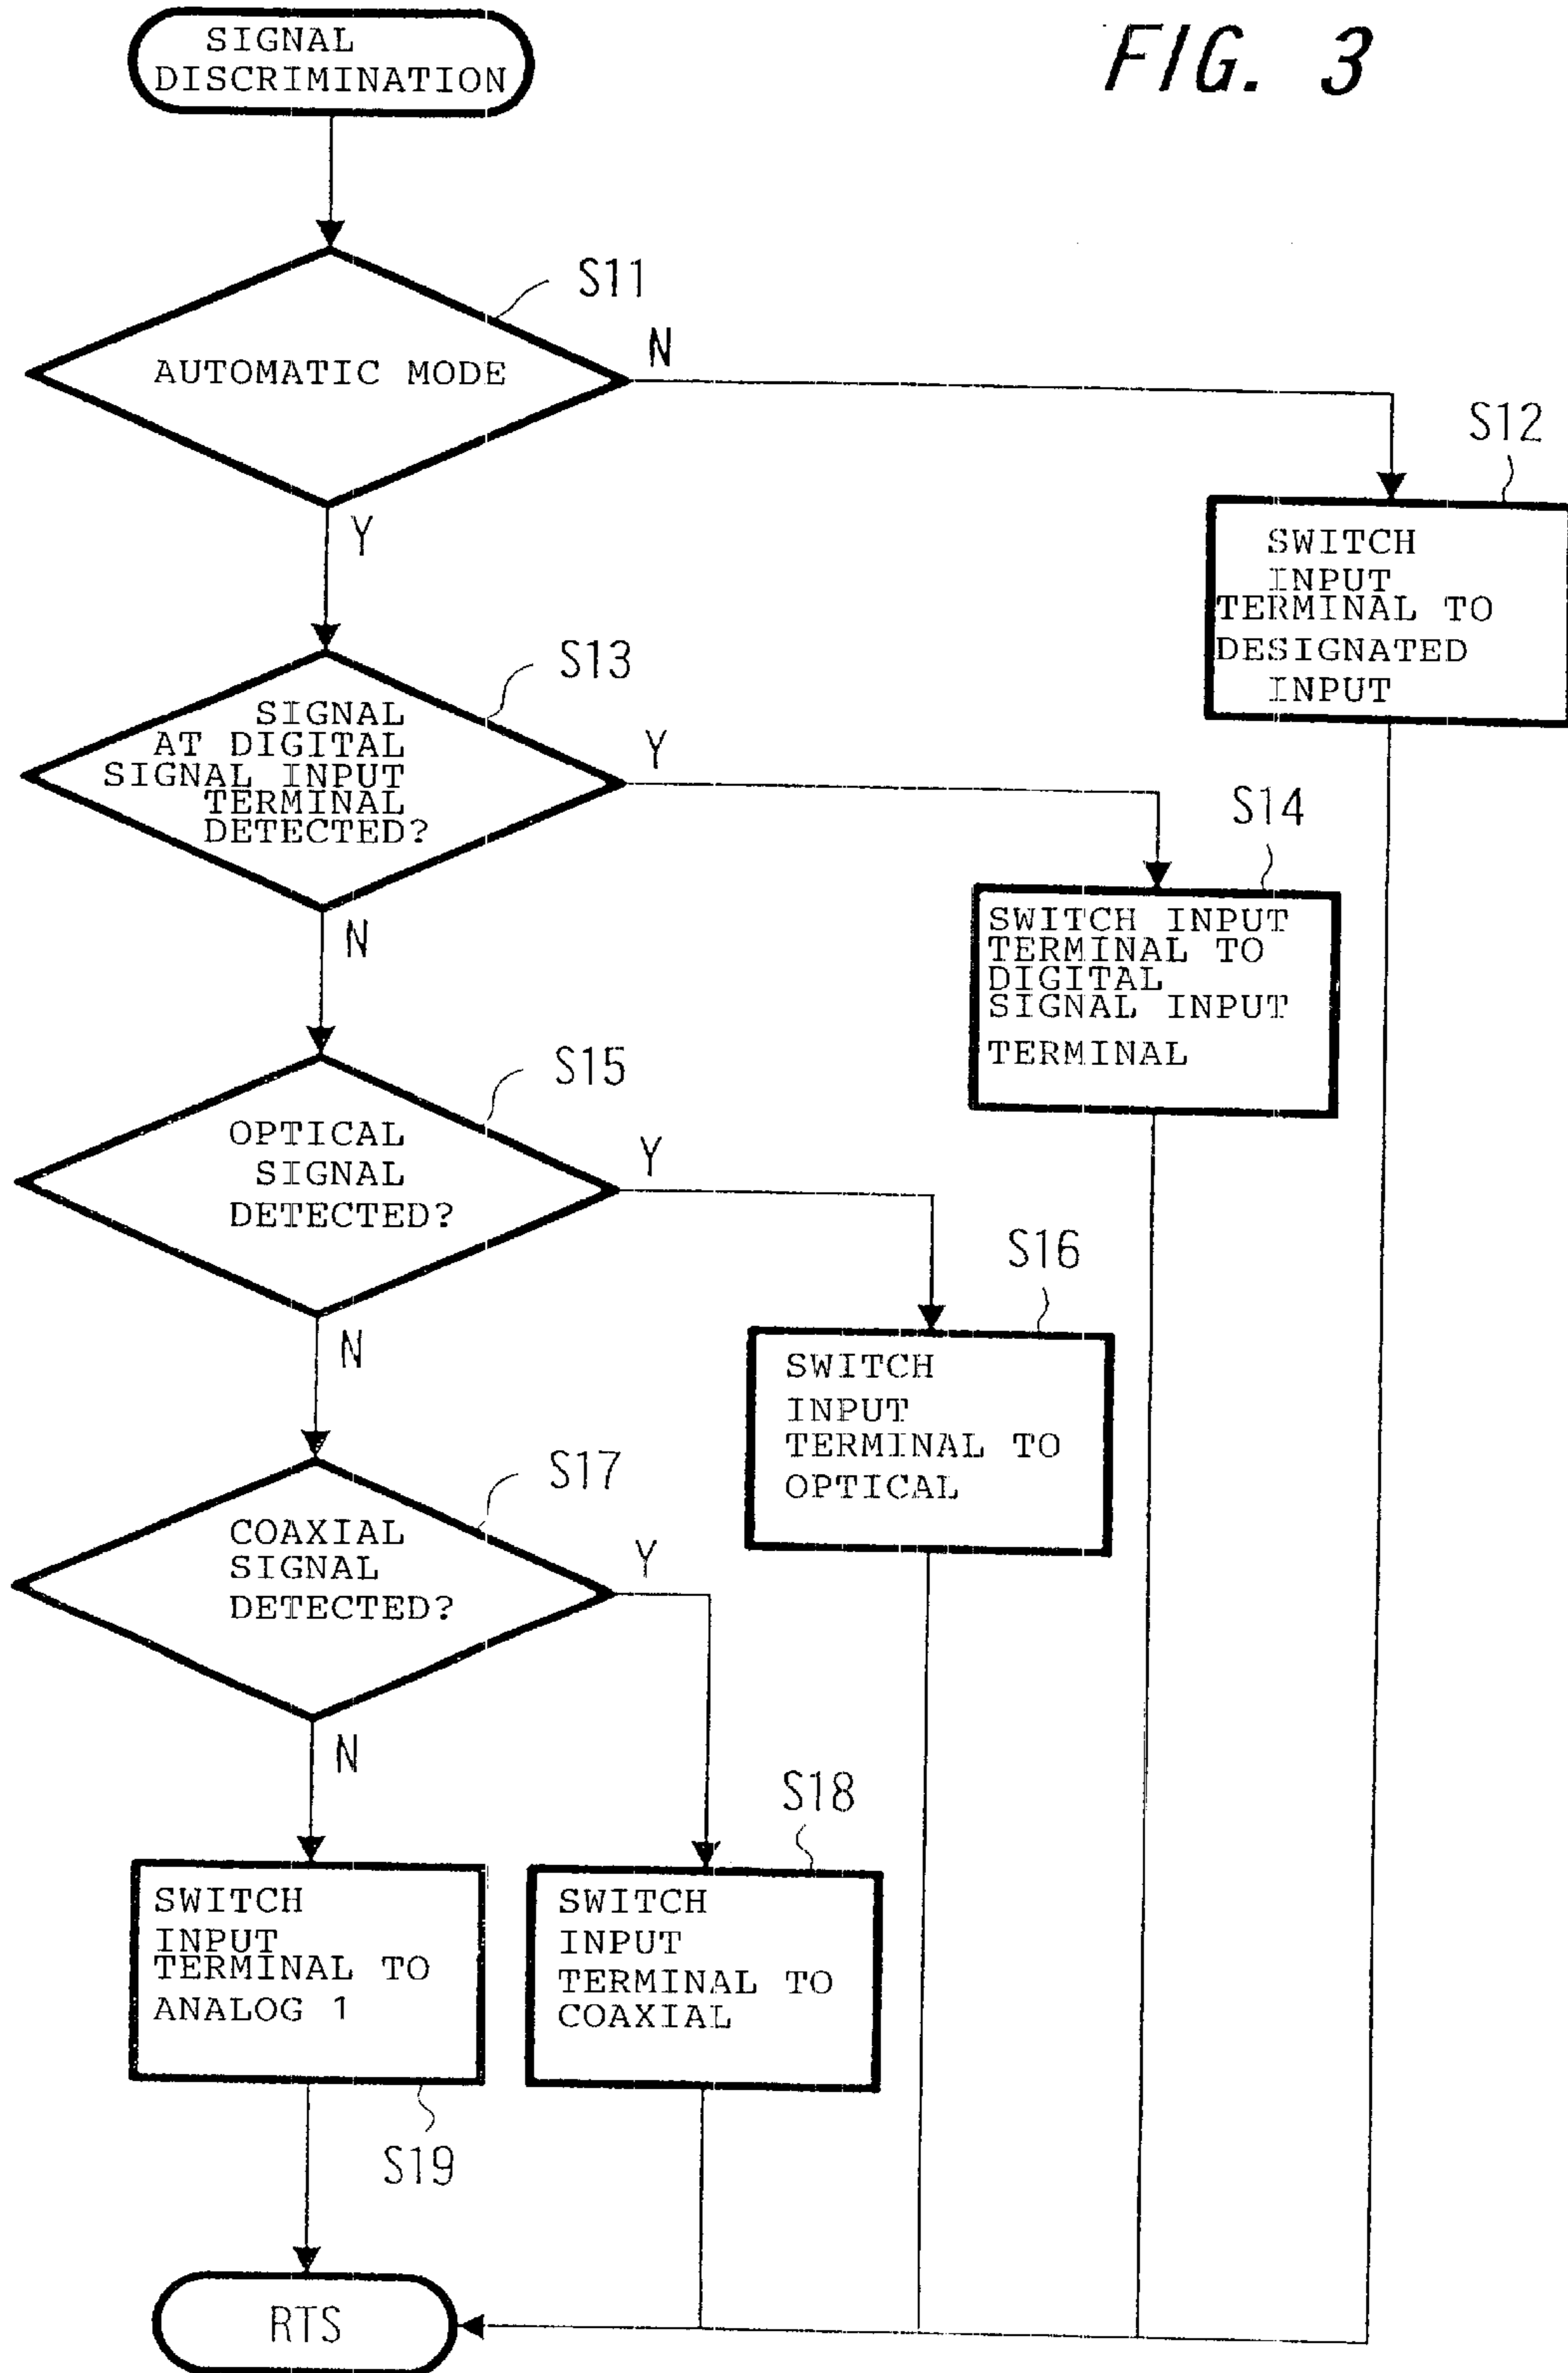 FIG. 3
SIGNAL
DISCRIMINATION
S11
AUTOMATIC MODE
N
Y
S12
SWITCH
INPUT
TERMINAL TO
DESIGNATED
INPUT
S13
SIGNAL
AT DIGITAL
SIGNAL INPUT
TERMINAL
DETECTED?
Y
N
S14
SWITCH INPUT
TERMINAL TO
DIGITAL
SIGNAL INPUT
TERMINAL
S15
OPTICAL
SIGNAL
DETECTED?
Y
N
S16
SWITCH
INPUT
TERMINAL TO
OPTICAL
S17
COAXIAL
SIGNAL
DETECTED?
Y
N
S18
SWITCH
INPUT
TERMINAL TO
COAXIAL
SWITCH
INPUT
TERMINAL TO
ANALOG 1
S19
RTS